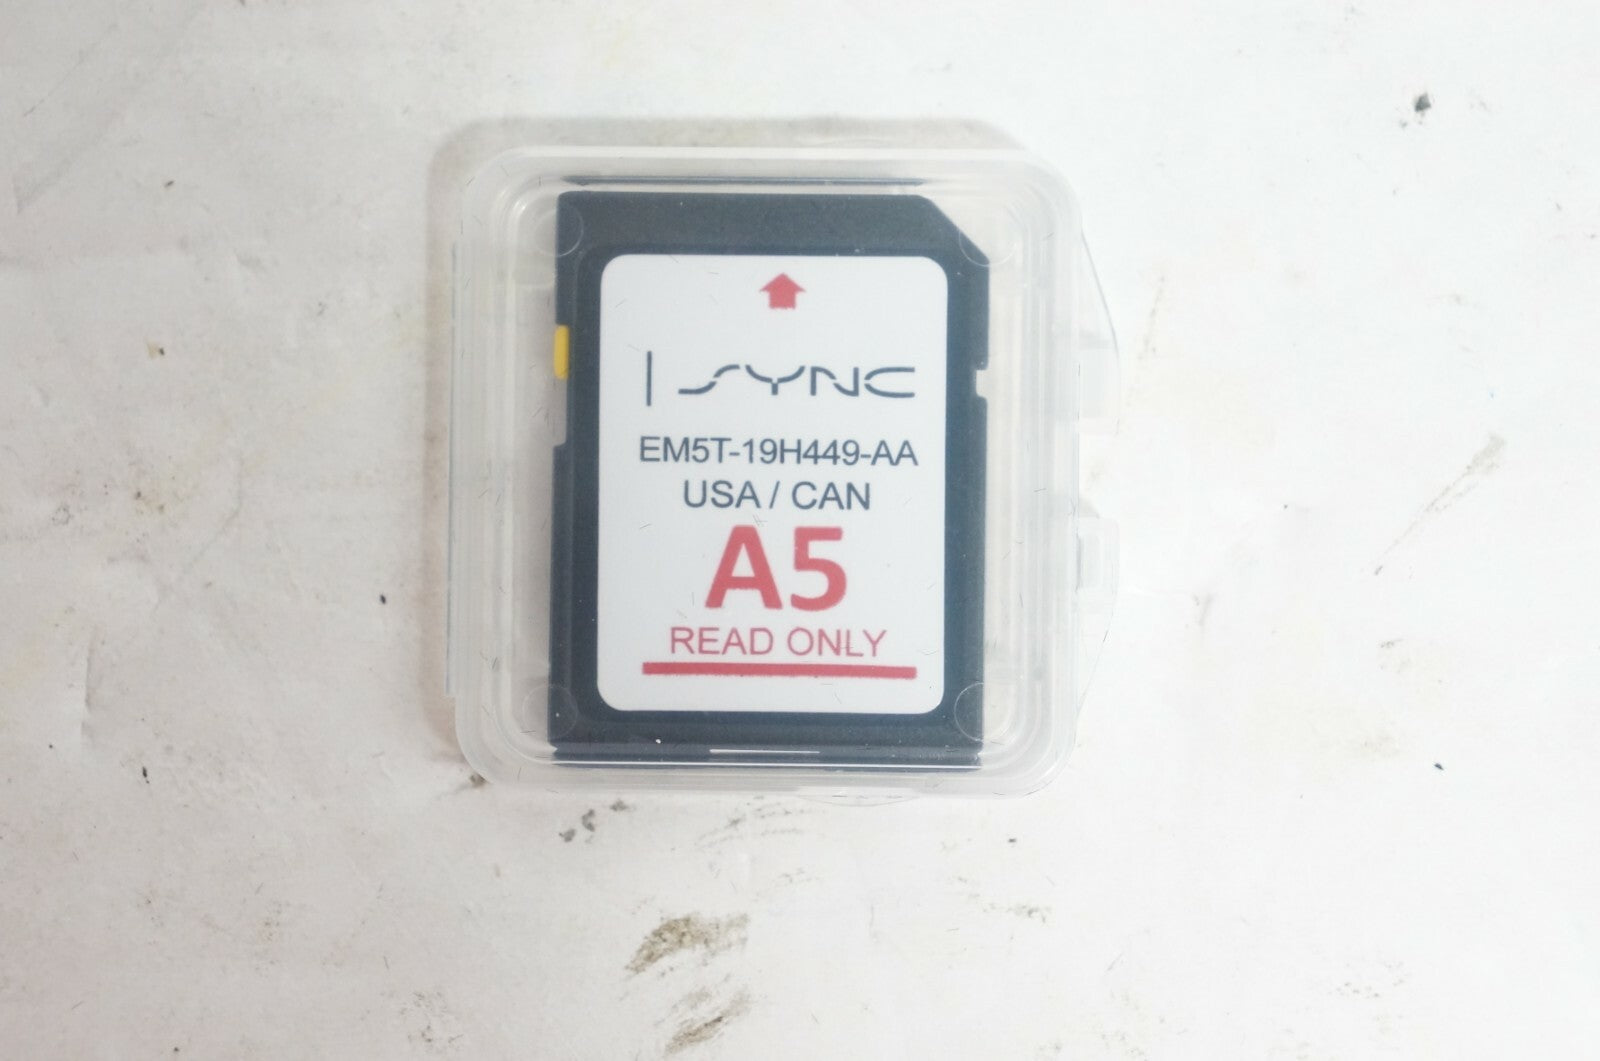 SYNC
EM5T-19H449-AA
USA / CAN
A5
READ ONLY